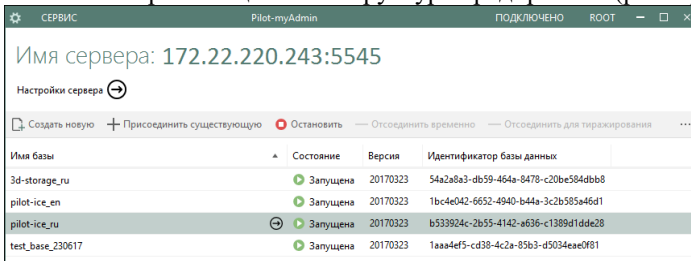 СЕРВИС Pilot-myAdmin ПОДКЛЮЧЕНО ROOT
Имя сервера: 172.22.220.243:5545
Настройки сервера
Создать новую Присоединить существующую Остановить Отсоединить временно Отсоединить для тиражирования ...
Имя базы Состояние Версия Идентификатор базы данных
3d-storage_ru Запущена 20170323 54a2a8a3-db59-464a-8478-c20be584dbb8
pilot-ice_en Запущена 20170323 1bc4e042-6652-4940-b44a-3c2b585a46d1
pilot-ice_ru Запущена 20170323 b533924c-2b55-4142-a636-c1389d1dde28
test_base_230617 Запущена 20170323 1aaa4ef5-cd38-4c2a-85b3-d5034eae0f81